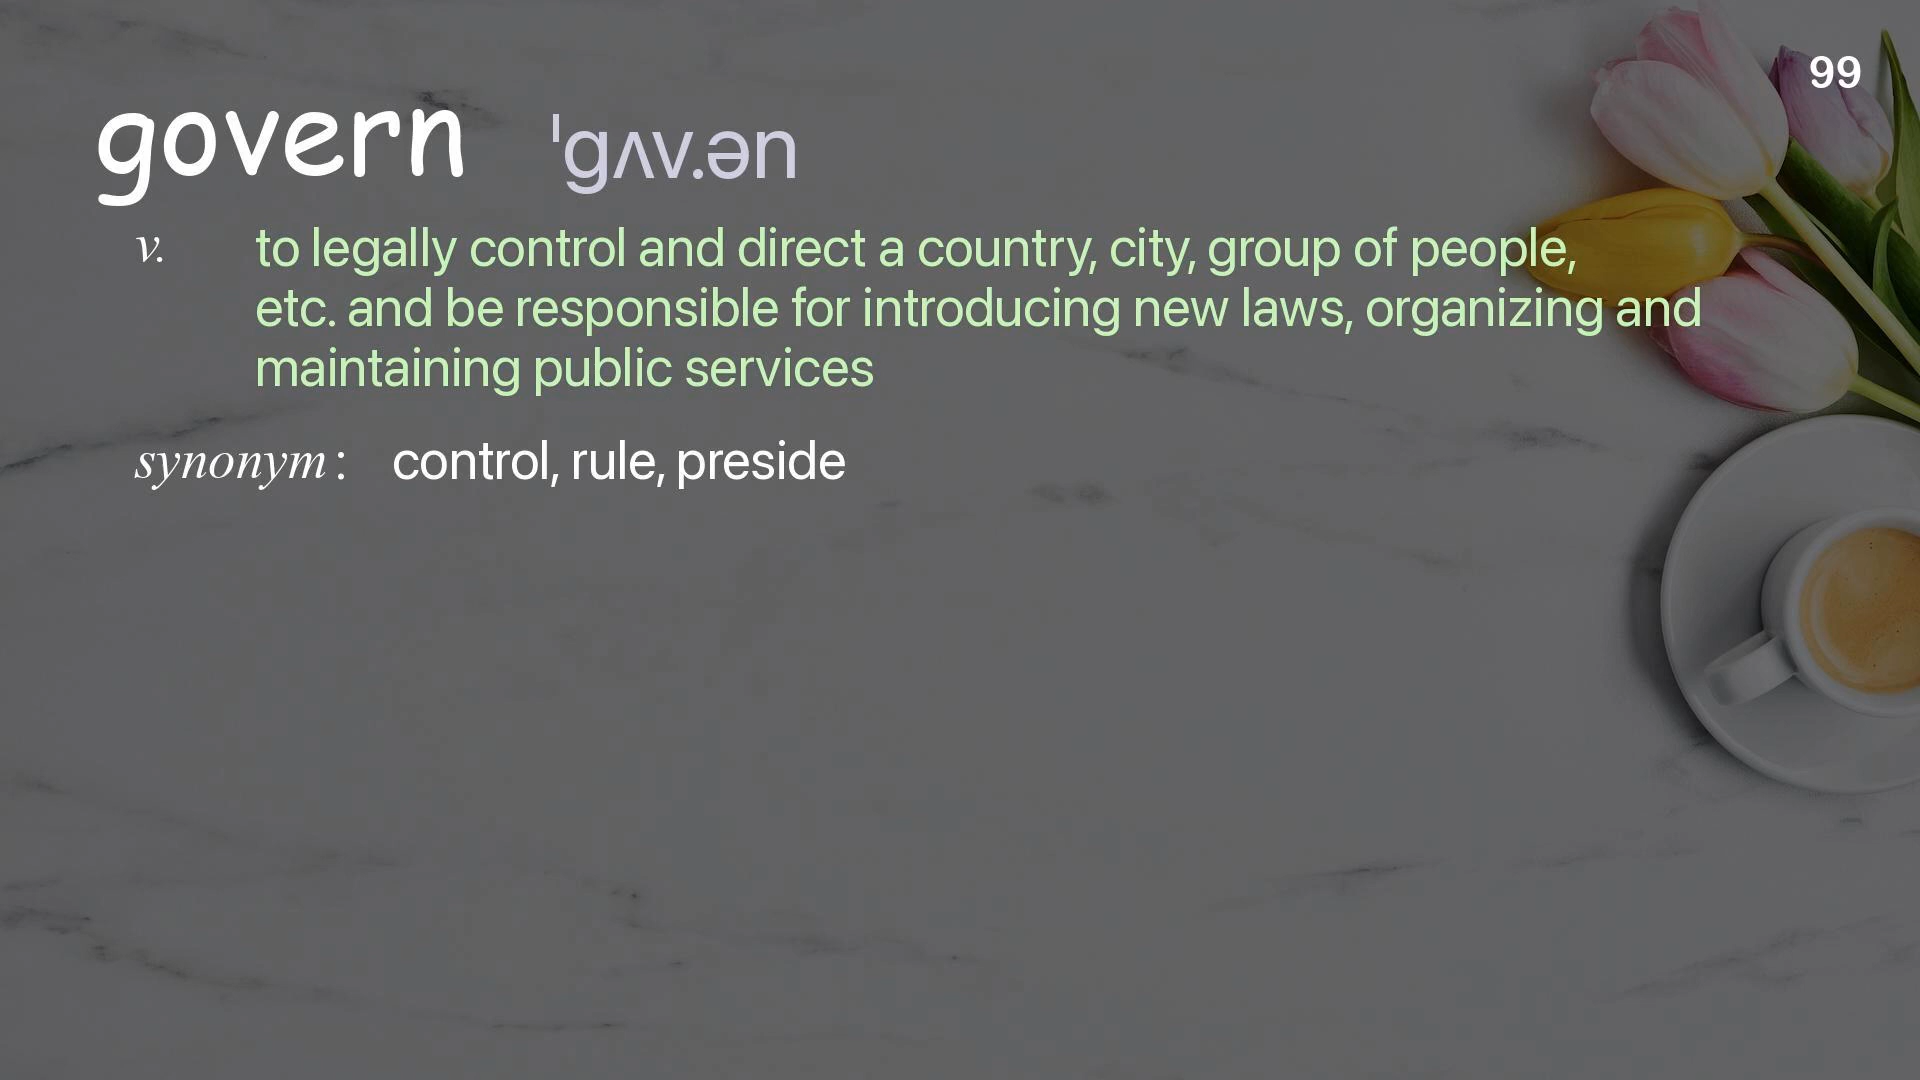 99
govern ˈgʌv.ən
v. to legally control and direct a country, city, group of people,
etc. and be responsible for introducing new laws, organizing and
maintaining public services
synonym: control, rule, preside